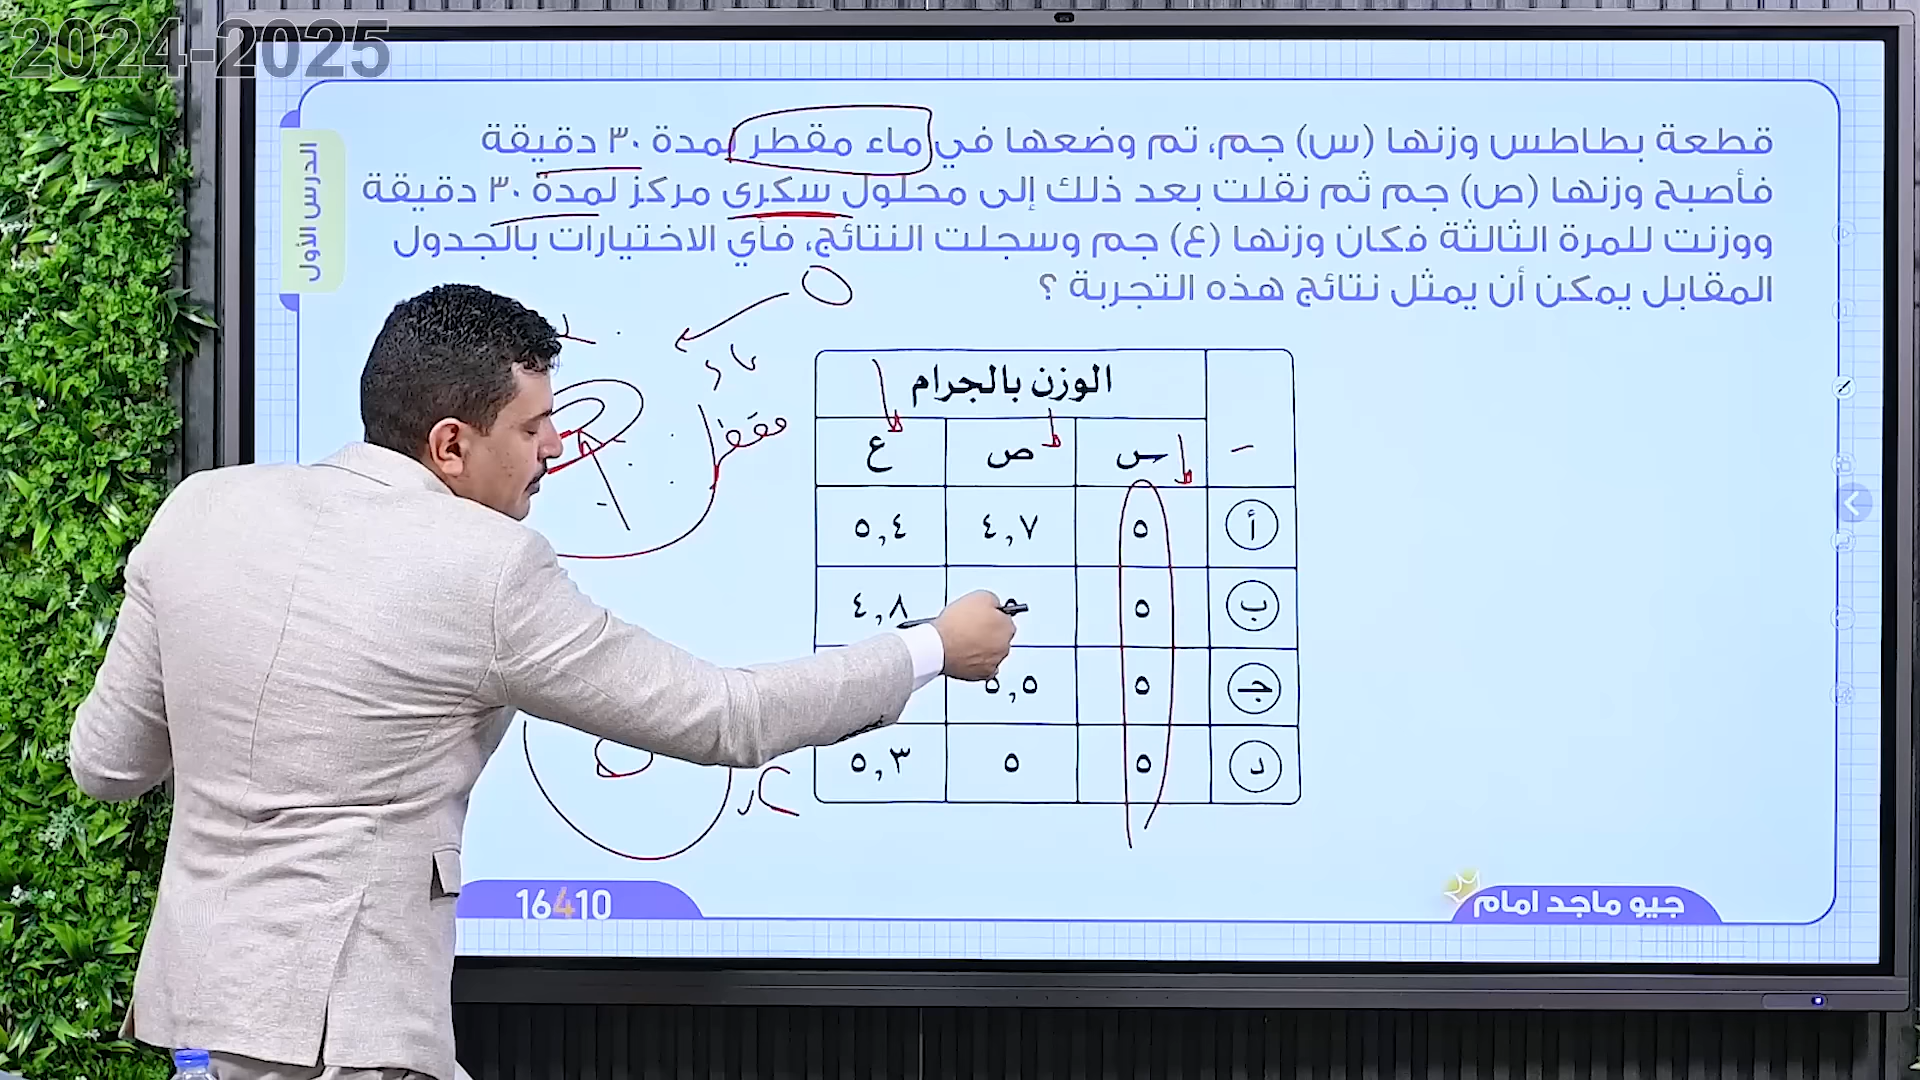 2024-2025
الدرس الأول
قطعة بطاطس وزنها (س) جم، تم وضعها في ماء مقطر لمدة ٣٠ دقيقة
فأصبح وزنها (ص) جم ثم نقلت بعد ذلك إلى محلول سكرى مركز لمدة ٣٠ دقيقة
ووزنت للمرة الثالثة فكان وزنها (ع) جم وسجلت النتائج، فأي الاختيارات بالجدول
المقابل يمكن أن يمثل نتائج هذه التجربة ؟
مقطر
الوزن بالجرام
س ص ع
أ ٥ ٤,٧ ٥,٤
ب ٥ ٤,٨
جـ ٥ ٥,٥
د ٥ ٥ ٥,٣
جيو ماجد امام
16410